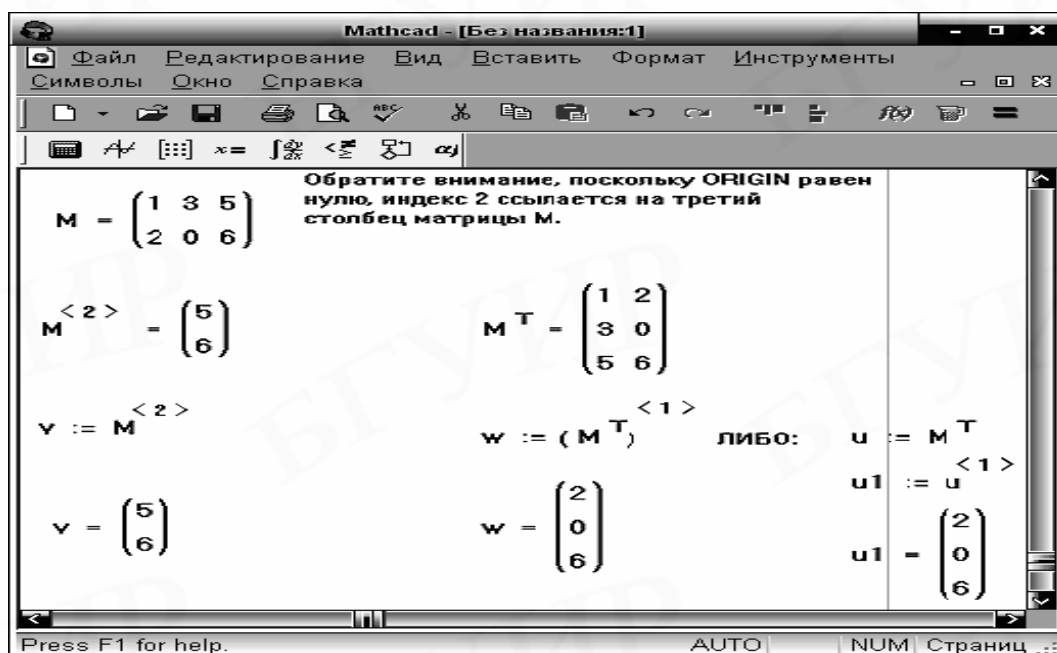 Mathcad - [Без названия:1]
Файл Редактирование Вид Вставить Формат Инструменты
Символы Окно Справка
Обратите внимание, поскольку ORIGIN равен
нулю, индекс 2 ссылается на третий
столбец матрицы М.
M = (1 3 5
2 0 6)
M<2> = (5
6)
M^T = (1 2
3 0
5 6)
v := M<2>
w := (M^T)<1> ЛИБО: u := M^T
u1 := u<1>
v = (5
6)
w = (2
0
6)
u1 = (2
0
6)
Press F1 for help. AUTO NUM Страниц
БГУИР